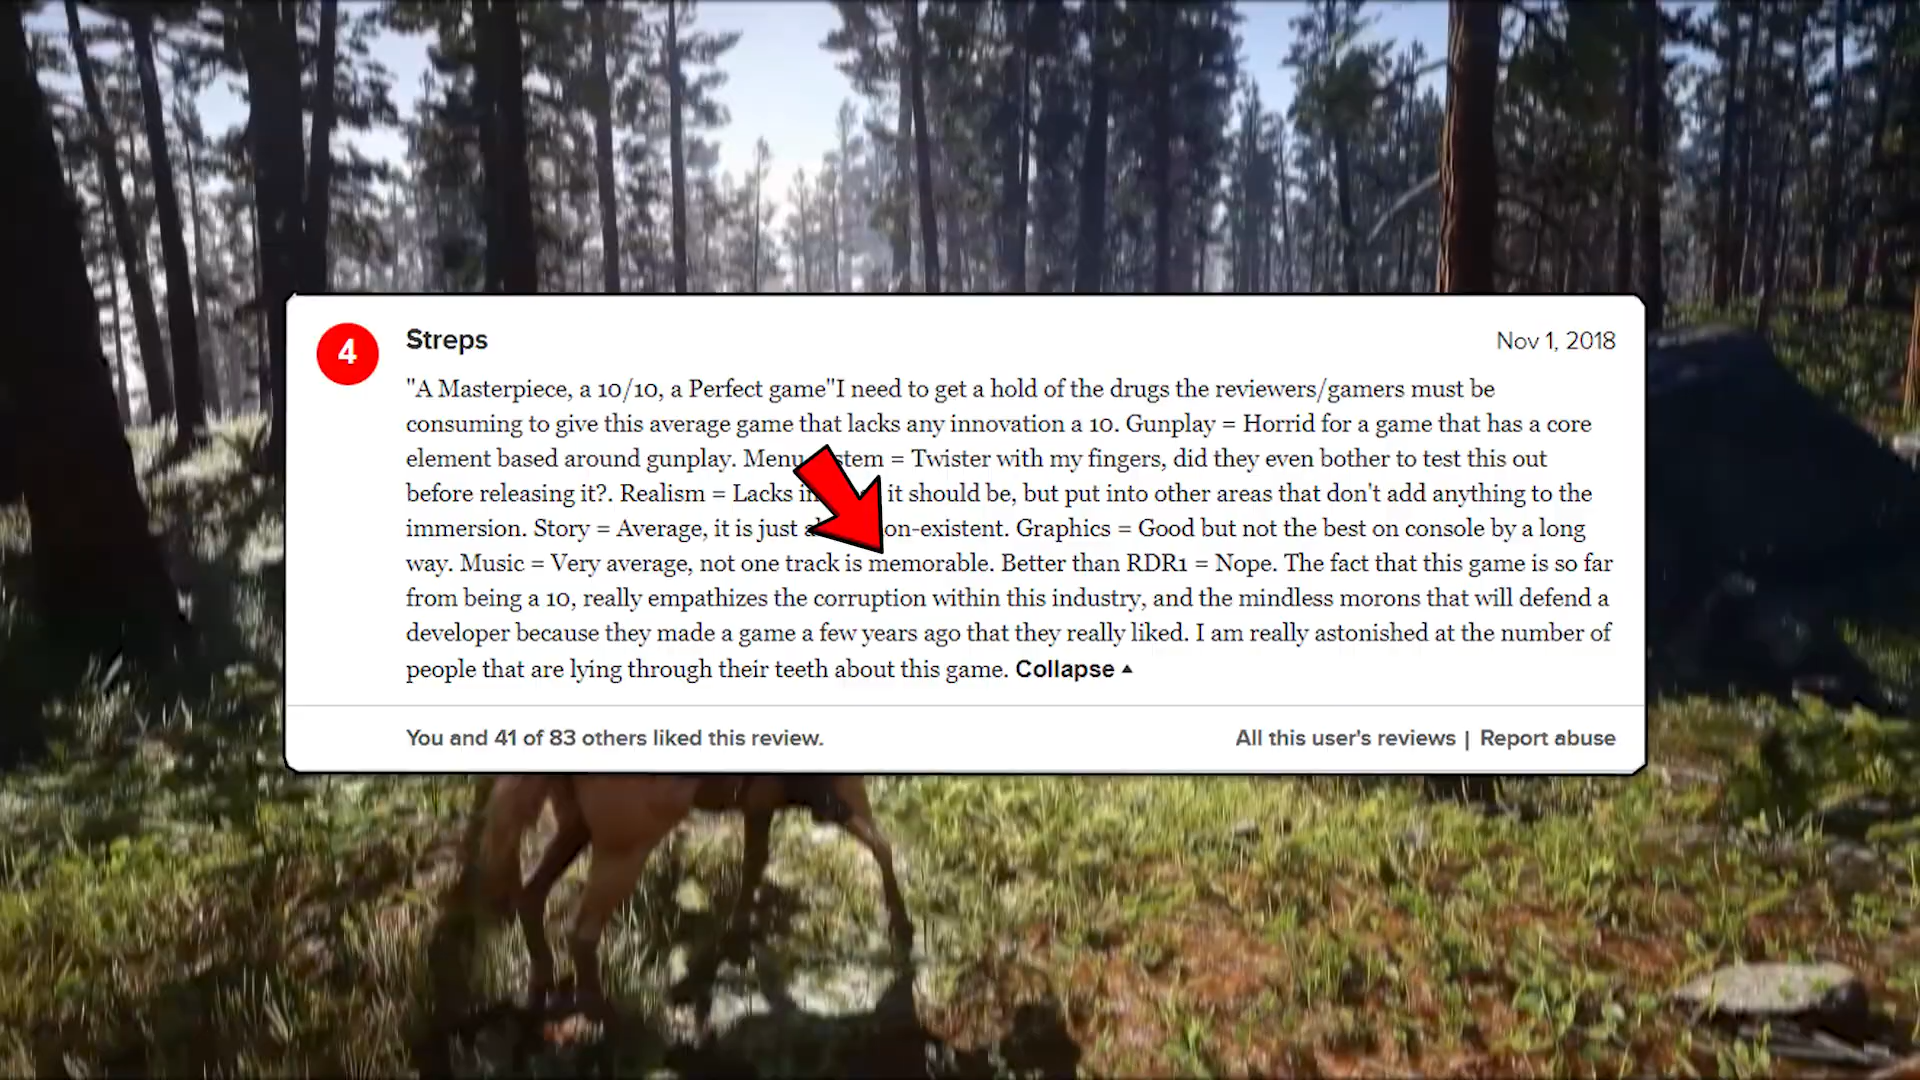 4
Streps
Nov 1, 2018
"A Masterpiece, a 10/10, a Perfect game"I need to get a hold of the drugs the reviewers/gamers must be
consuming to give this average game that lacks any innovation a 10. Gunplay = Horrid for a game that has a core
element based around gunplay. Menu = Twister with my fingers, did they even bother to test this out
before releasing it?. Realism = Lacks it should be, but put into other areas that don't add anything to the
immersion. Story = Average, it is just Graphics = Good but not the best on console by a long
way. Music = Very average, not one track is memorable. Better than RDR1 = Nope. The fact that this game is so far
from being a 10, really empathizes the corruption within this industry, and the mindless morons that will defend a
developer because they made a game a few years ago that they really liked. I am really astonished at the number of
people that are lying through their teeth about this game. Collapse ▲
You and 41 of 83 others liked this review.
All this user's reviews | Report abuse